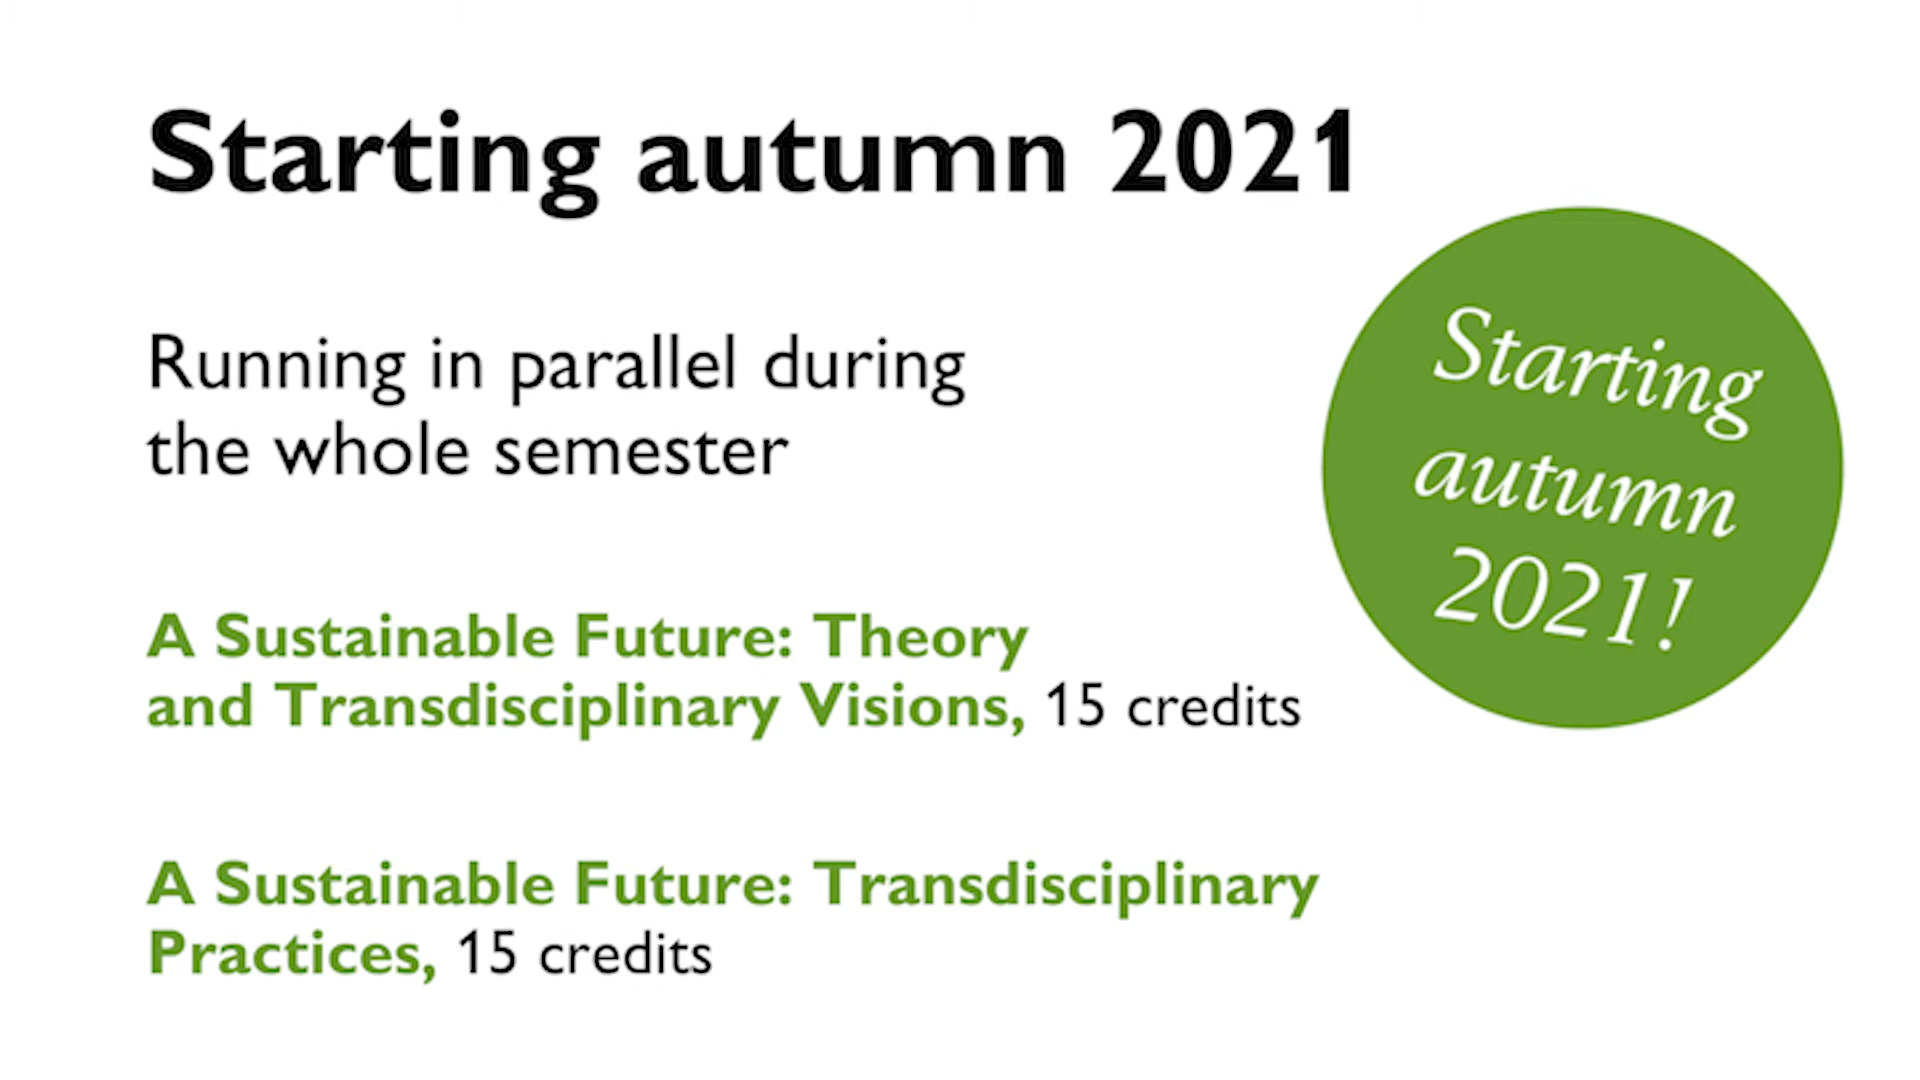 Starting autumn 2021
Running in parallel during
the whole semester
Starting
autumn
2021!
A Sustainable Future: Theory
and Transdisciplinary Visions, 15 credits
A Sustainable Future: Transdisciplinary
Practices, 15 credits